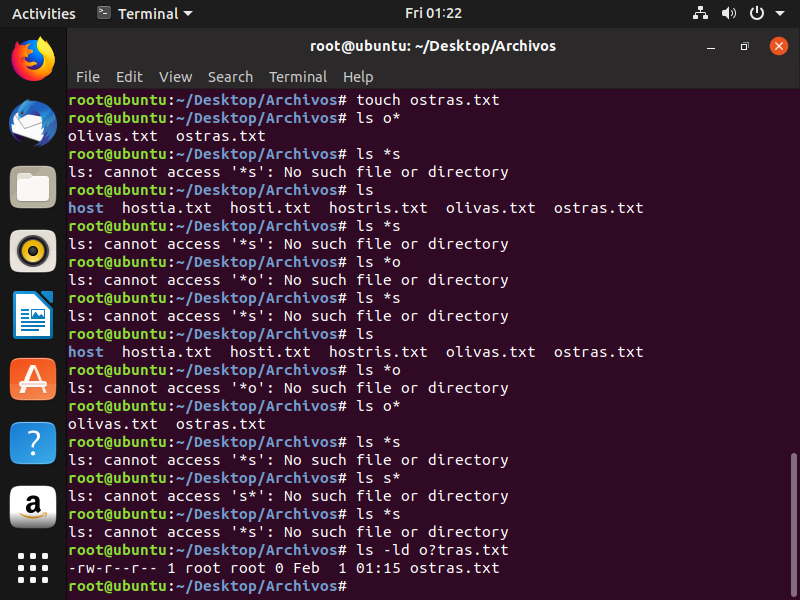 Activities Terminal Fri 01:22
root@ubuntu: ~/Desktop/Archivos
File Edit View Search Terminal Help
root@ubuntu:~/Desktop/Archivos# touch ostras.txt
root@ubuntu:~/Desktop/Archivos# ls o*
olivas.txt  ostras.txt
root@ubuntu:~/Desktop/Archivos# ls *s
ls: cannot access '*s': No such file or directory
root@ubuntu:~/Desktop/Archivos# ls
host  hostia.txt  hosti.txt  hostris.txt  olivas.txt  ostras.txt
root@ubuntu:~/Desktop/Archivos# ls *s
ls: cannot access '*s': No such file or directory
root@ubuntu:~/Desktop/Archivos# ls *o
ls: cannot access '*o': No such file or directory
root@ubuntu:~/Desktop/Archivos# ls *s
ls: cannot access '*s': No such file or directory
root@ubuntu:~/Desktop/Archivos# ls
host  hostia.txt  hosti.txt  hostris.txt  olivas.txt  ostras.txt
root@ubuntu:~/Desktop/Archivos# ls *o
ls: cannot access '*o': No such file or directory
root@ubuntu:~/Desktop/Archivos# ls o*
olivas.txt  ostras.txt
root@ubuntu:~/Desktop/Archivos# ls *s
ls: cannot access '*s': No such file or directory
root@ubuntu:~/Desktop/Archivos# ls s*
ls: cannot access 's*': No such file or directory
root@ubuntu:~/Desktop/Archivos# ls *s
ls: cannot access '*s': No such file or directory
root@ubuntu:~/Desktop/Archivos# ls -ld o?tras.txt
-rw-r--r-- 1 root root 0 Feb  1 01:15 ostras.txt
root@ubuntu:~/Desktop/Archivos#
?
a